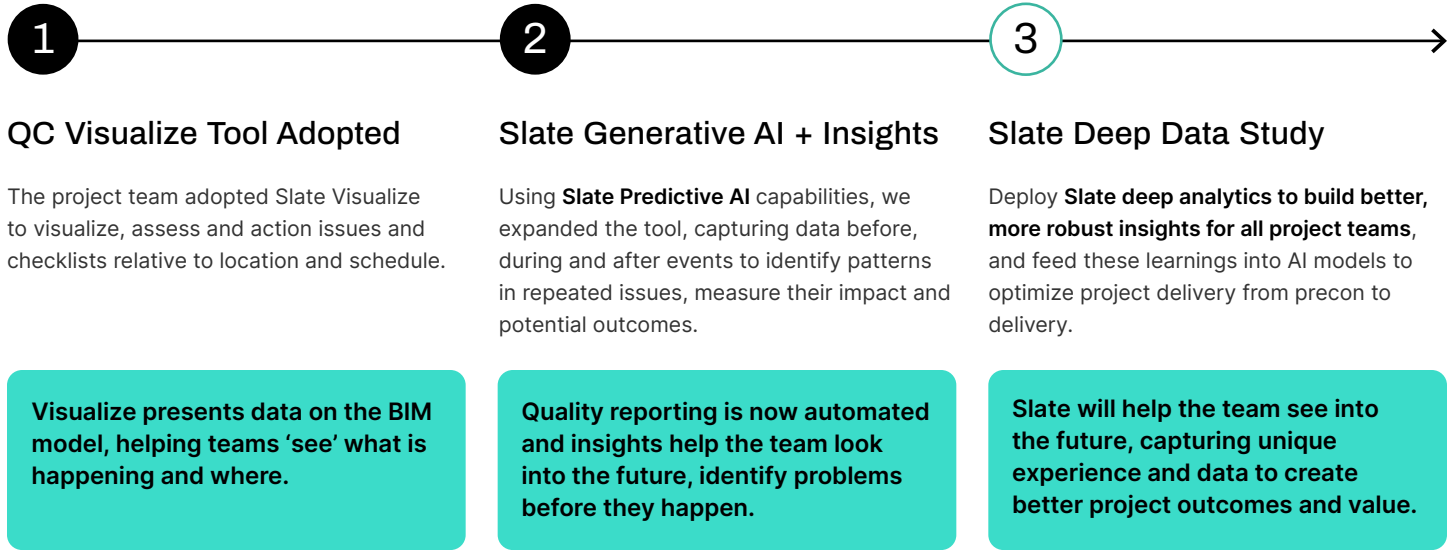 1
2
3
QC Visualize Tool Adopted
The project team adopted Slate Visualize
to visualize, assess and action issues and
checklists relative to location and schedule.
Visualize presents data on the BIM
model, helping teams ‘see’ what is
happening and where.
Slate Generative AI + Insights
Using Slate Predictive AI capabilities, we
expanded the tool, capturing data before,
during and after events to identify patterns
in repeated issues, measure their impact and
potential outcomes.
Quality reporting is now automated
and insights help the team look
into the future, identify problems
before they happen.
Slate Deep Data Study
Deploy Slate deep analytics to build better,
more robust insights for all project teams,
and feed these learnings into AI models to
optimize project delivery from precon to
delivery.
Slate will help the team see into
the future, capturing unique
experience and data to create
better project outcomes and value.